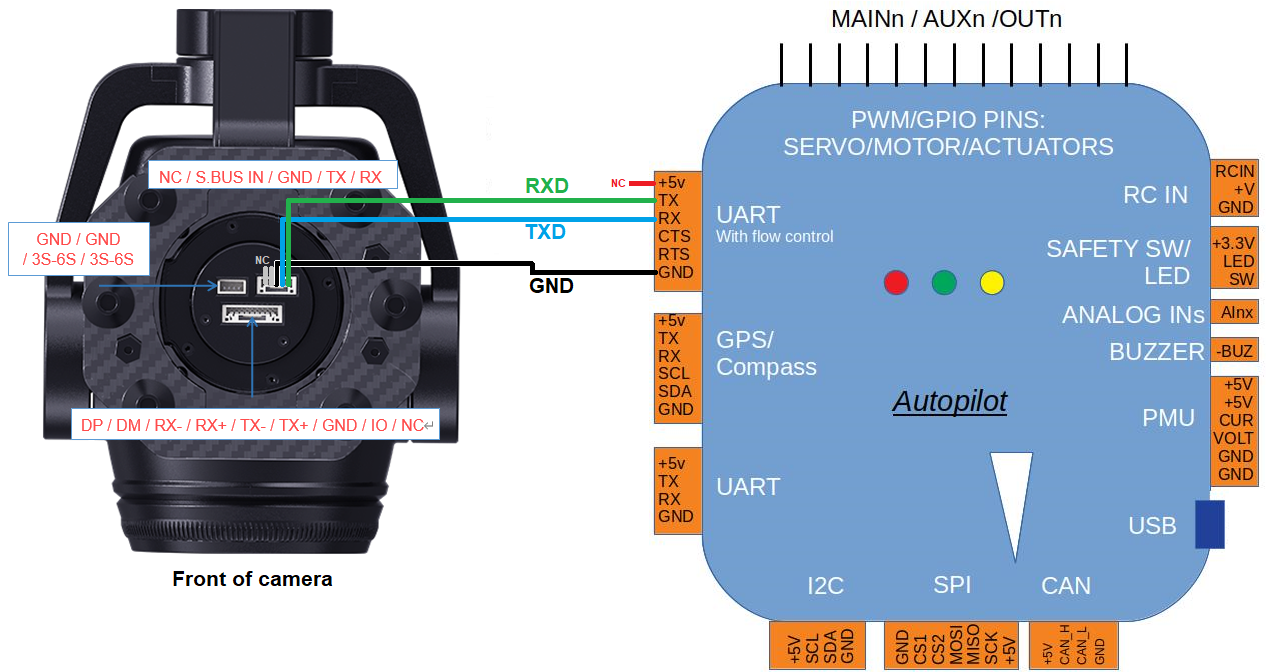 MAINn / AUXn /OUTn
PWM/GPIO PINS:
SERVO/MOTOR/ACTUATORS
NC / S.BUS IN / GND / TX / RX
RXD
TXD
GND
NC
GND / GND
/ 3S-6S / 3S-6S
NC
DP / DM / RX- / RX+ / TX- / TX+ / GND / IO / NC↵
Front of camera
+5v
TX
RX
CTS
RTS
GND
UART
With flow control
+5v
TX
RX
SCL
SDA
GND
GPS/
Compass
+5v
TX
RX
GND
UART
Autopilot
RC IN
RCIN
+V
GND
SAFETY SW/
LED
+3.3V
LED
SW
ANALOG INs
AInx
BUZZER
-BUZ
PMU
+5V
+5V
CUR
VOLT
GND
GND
USB
I2C
SPI
CAN
+5V
SCL
SDA
GND
GND
CS1
CS2
MOSI
MISO
SCK
+5V
+5V
CAN_H
CAN_L
GND